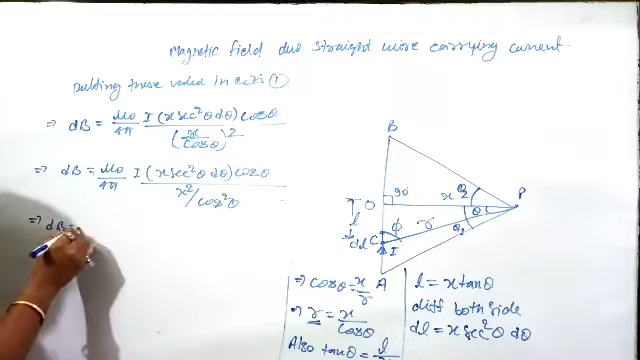 Magnetic field due straight wire carrying current.
putting these value in eqn ①
⇒ dB = μ₀/4π I (x sec²θ dθ) cosθ / (x/cosθ)²
⇒ dB = μ₀/4π I (x sec²θ dθ) cosθ / x²/cos²θ
⇒ dB =
B
90°
x θ₂
P
O
θ
l
φ r
θ₁
dl C
I
A
⇒ cosθ = x/r
⇒ r = x/cosθ
Also tanθ = l/
l = x tanθ
diff both side
dl = x sec²θ dθ